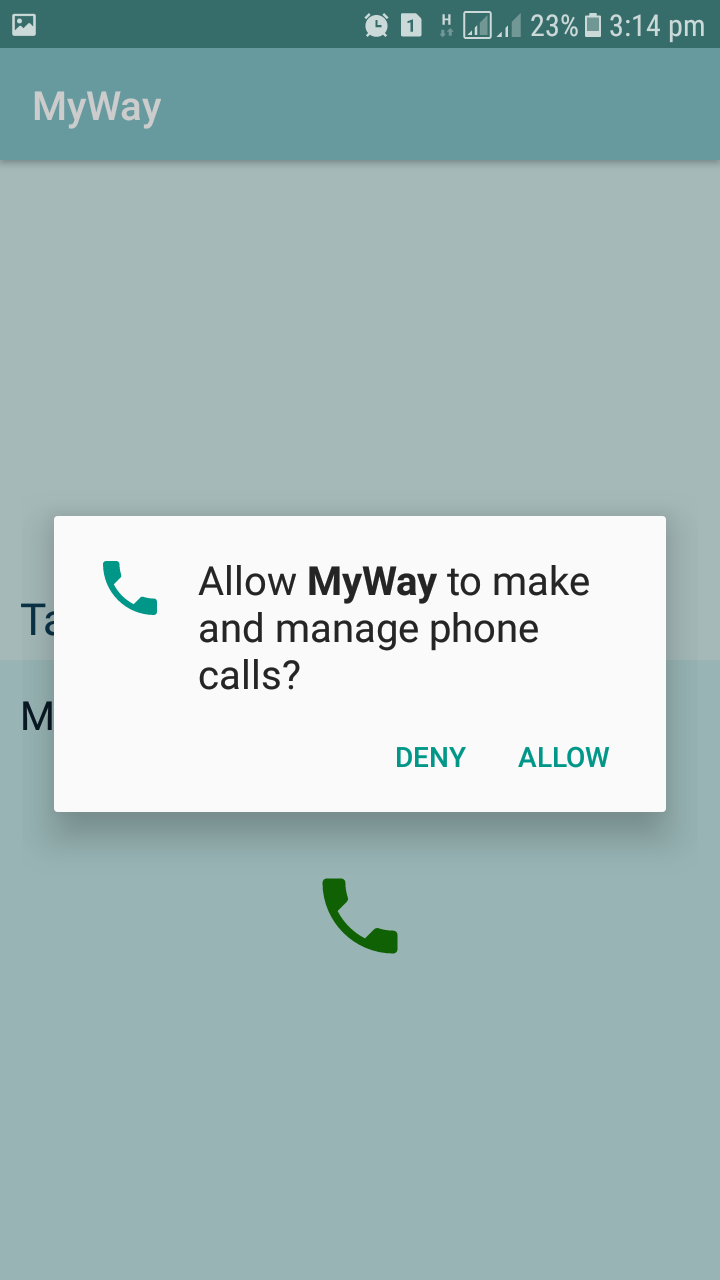 1 H 23% 3:14 pm
MyWay
Allow MyWay to make
and manage phone
calls?
Ta
M
DENY ALLOW